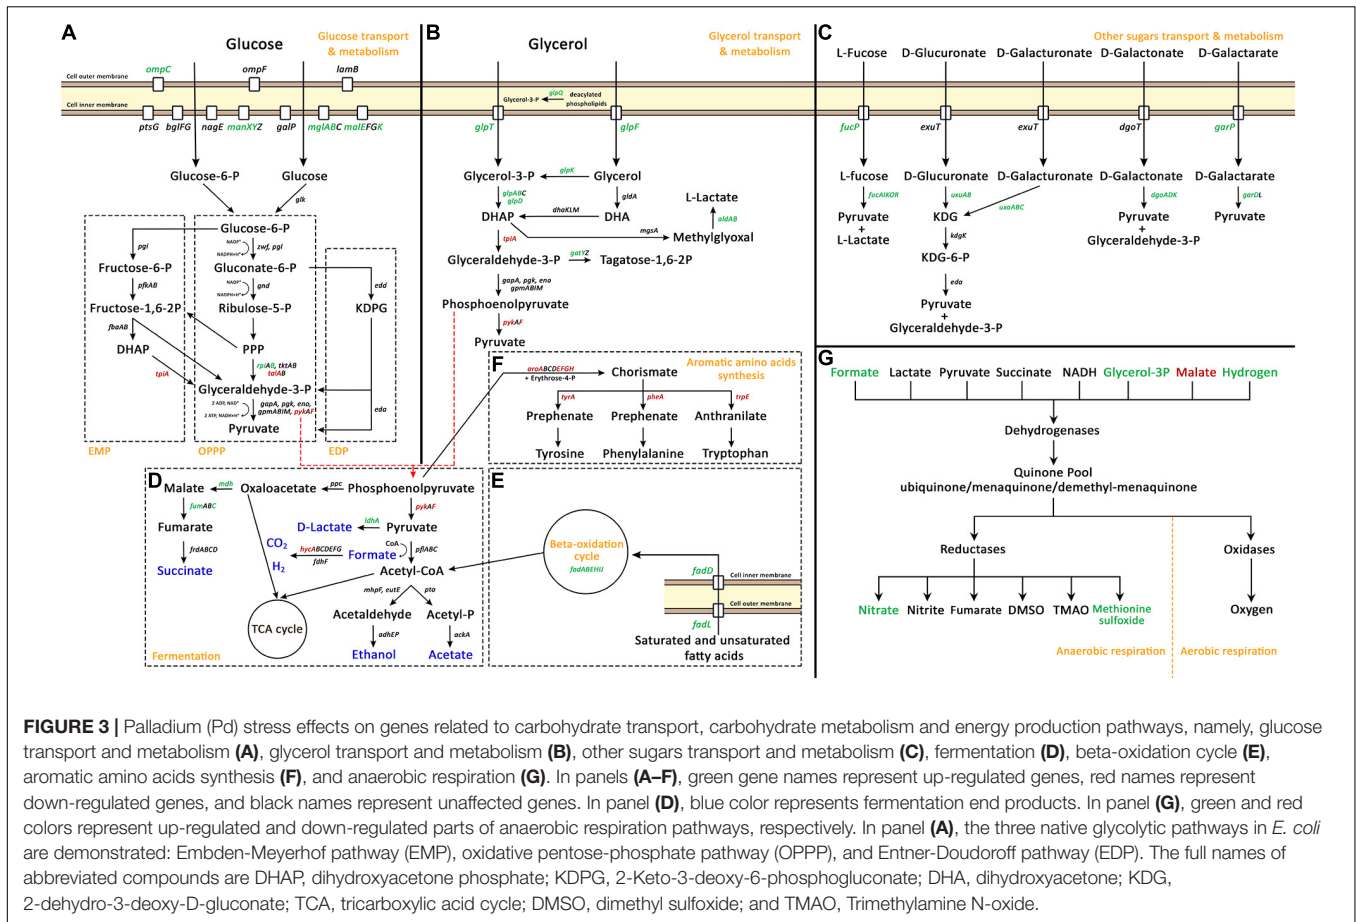 A
Glucose
Glucose transport
& metabolism
ompC
ompF
lamB
Cell outer membrane
Cell inner membrane
ptsG
bglFG
nagE
manXYZ
galP
mglABC
malEFGK
Glucose-6-P
Glucose
glk
Glucose-6-P
pgi
NADP⁺
NADPH+H⁺
zwf, pgl
Fructose-6-P
Gluconate-6-P
pfkAB
NADP⁺
NADPH+H⁺
gnd
edd
Fructose-1,6-2P
Ribulose-5-P
KDPG
fbaAB
DHAP
PPP
tpiA
rpiAB, tktAB
talAB
Glyceraldehyde-3-P
2 ADP, NAD⁺
2 ATP, NADH+H⁺
gapA, pgk, eno,
gpmABIM, pykAF
eda
Pyruvate
EMP
OPPP
EDP
B
Glycerol
Glycerol transport
& metabolism
Glycerol-3-P
glpQ
deacylated
phospholipids
glpT
glpF
Glycerol-3-P
glpK
Glycerol
glpABC
glpD
gldA
L-Lactate
DHAP
dhaKLM
DHA
aldAB
tpiA
mgsA
Methylglyoxal
Glyceraldehyde-3-P
gatYZ
Tagatose-1,6-2P
gapA, pgk, eno
gpmABIM
Phosphoenolpyruvate
pykAF
Pyruvate
C
Other sugars transport & metabolism
L-Fucose
D-Glucuronate
D-Galacturonate
D-Galactonate
D-Galactarate
fucP
exuT
exuT
dgoT
garP
L-fucose
D-Glucuronate
D-Galacturonate
D-Galactonate
D-Galactarate
fucAIKOR
uxuAB
uxaABC
dgoADK
garDL
Pyruvate
+
L-Lactate
KDG
Pyruvate
+
Glyceraldehyde-3-P
Pyruvate
kdgK
KDG-6-P
eda
Pyruvate
+
Glyceraldehyde-3-P
D
Malate
mdh
Oxaloacetate
ppc
Phosphoenolpyruvate
fumABC
pykAF
Fumarate
D-Lactate
ldhA
Pyruvate
frdABCD
CO₂
H₂
hycABCDEFG
fdhF
Formate
CoA
pflABC
Succinate
Acetyl-CoA
mhpF, eutE
pta
TCA cycle
Acetaldehyde
Acetyl-P
adhEP
ackA
Fermentation
Ethanol
Acetate
E
Beta-oxidation
cycle
fadABEHIJ
fadD
Cell inner membrane
Cell outer membrane
fadL
Saturated and unsaturated
fatty acids
F
Aromatic amino acids
synthesis
aroABCDEFGH
+ Erythrose-4-P
Chorismate
tyrA
pheA
trpE
Prephenate
Prephenate
Anthranilate
Tyrosine
Phenylalanine
Tryptophan
G
Formate
Lactate
Pyruvate
Succinate
NADH
Glycerol-3P
Malate
Hydrogen
Dehydrogenases
Quinone Pool
ubiquinone/menaquinone/demethyl-menaquinone
Reductases
Oxidases
Nitrate
Nitrite
Fumarate
DMSO
TMAO
Methionine
sulfoxide
Oxygen
Anaerobic respiration
Aerobic respiration
FIGURE 3 | Palladium (Pd) stress effects on genes related to carbohydrate transport, carbohydrate metabolism and energy production pathways, namely, glucose
transport and metabolism (A), glycerol transport and metabolism (B), other sugars transport and metabolism (C), fermentation (D), beta-oxidation cycle (E),
aromatic amino acids synthesis (F), and anaerobic respiration (G). In panels (A–F), green gene names represent up-regulated genes, red names represent
down-regulated genes, and black names represent unaffected genes. In panel (D), blue color represents fermentation end products. In panel (G), green and red
colors represent up-regulated and down-regulated parts of anaerobic respiration pathways, respectively. In panel (A), the three native glycolytic pathways in E. coli
are demonstrated: Embden-Meyerhof pathway (EMP), oxidative pentose-phosphate pathway (OPPP), and Entner-Doudoroff pathway (EDP). The full names of
abbreviated compounds are DHAP, dihydroxyacetone phosphate; KDPG, 2-Keto-3-deoxy-6-phosphogluconate; DHA, dihydroxyacetone; KDG,
2-dehydro-3-deoxy-D-gluconate; TCA, tricarboxylic acid cycle; DMSO, dimethyl sulfoxide; and TMAO, Trimethylamine N-oxide.